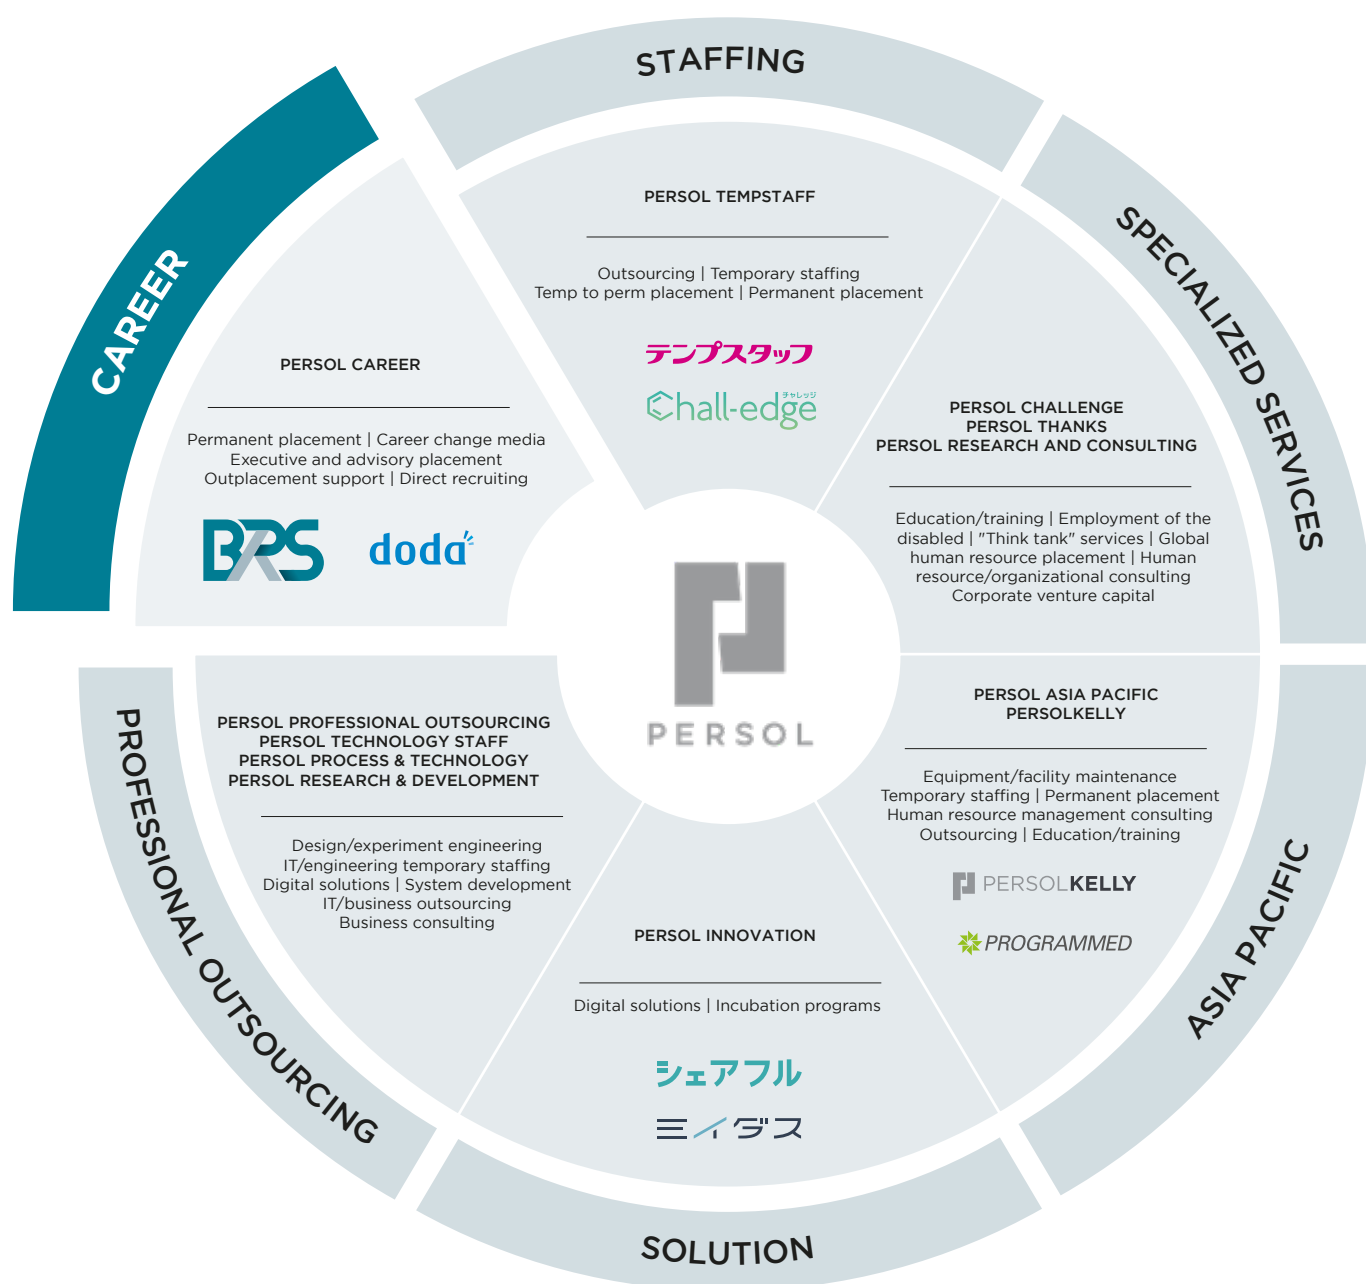 STAFFING
PERSOL TEMPSTAFF
Outsourcing | Temporary staffing
Temp to perm placement | Permanent placement
テンプスタッフ
チャレッジ
Chall-edge
SPECIALIZED SERVICES
PERSOL CHALLENGE
PERSOL THANKS
PERSOL RESEARCH AND CONSULTING
Education/training | Employment of the
disabled | "Think tank" services | Global
human resource placement | Human
resource/organizational consulting
Corporate venture capital
ASIA PACIFIC
PERSOL ASIA PACIFIC
PERSOLKELLY
Equipment/facility maintenance
Temporary staffing | Permanent placement
Human resource management consulting
Outsourcing | Education/training
PERSOLKELLY
PROGRAMMED
SOLUTION
PERSOL INNOVATION
Digital solutions | Incubation programs
シェアフル
ミイダス
PROFESSIONAL OUTSOURCING
PERSOL PROFESSIONAL OUTSOURCING
PERSOL TECHNOLOGY STAFF
PERSOL PROCESS & TECHNOLOGY
PERSOL RESEARCH & DEVELOPMENT
Design/experiment engineering
IT/engineering temporary staffing
Digital solutions | System development
IT/business outsourcing
Business consulting
CAREER
PERSOL CAREER
Permanent placement | Career change media
Executive and advisory placement
Outplacement support | Direct recruiting
BRS
doda
PERSOL